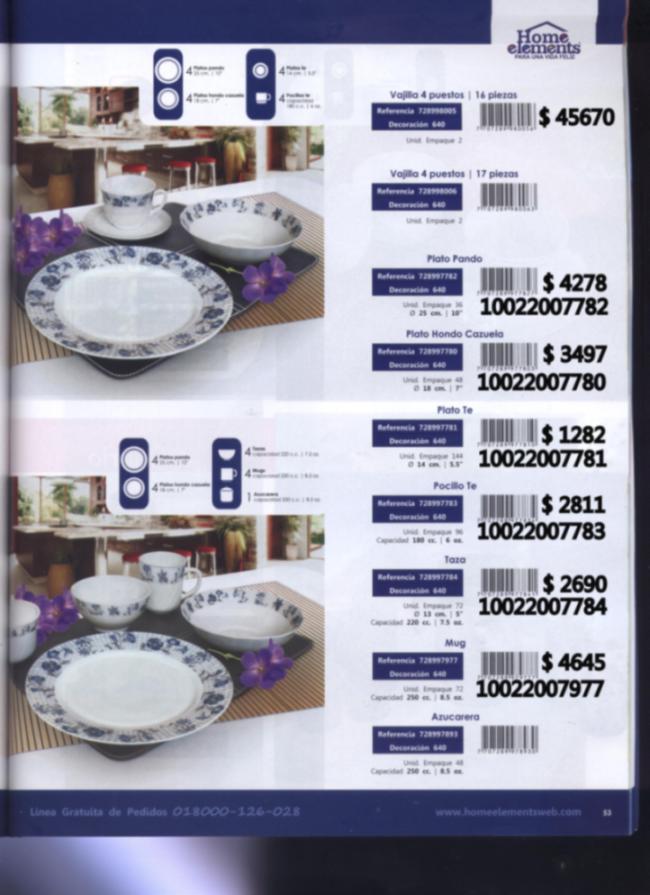 Home
elements
PARA UNA VIDA FELIZ
4 Platos pando
25 cm. | 10"
4 Platos hondo cazuela
18 cm. | 7"
4 Plato te
14 cm. | 5.5"
4 Pocillos te
capacidad
180 c.c. | 6 oz.
Vajilla 4 puestos | 16 piezas
Referencia 728998005
Decoración 640
$ 45670
Unid. Empaque 2
Vajilla 4 puestos | 17 piezas
Referencia 728998006
Decoración 640
Unid. Empaque 2
Plato Pando
Referencia 728997782
Decoración 640
$ 4278
Unid. Empaque 36
Ø 25 cm. | 10"
10022007782
Plato Hondo Cazuela
Referencia 728997780
Decoración 640
$ 3497
Unid. Empaque 48
Ø 18 cm. | 7"
10022007780
4 Platos pando
25 cm. | 10"
4 Platos hondo cazuela
18 cm. | 7"
4 Tazas
capacidad 220 c.c. | 7.5 oz.
4 Mugs
capacidad 250 c.c. | 8.5 oz.
1 Azucarera
capacidad 250 c.c. | 8.5 oz.
Plato Te
Referencia 728997781
Decoración 640
$ 1282
Unid. Empaque 144
Ø 14 cm. | 5.5"
10022007781
Pocillo Te
Referencia 728997783
Decoración 640
$ 2811
Unid. Empaque 96
Capacidad 180 cc. | 6 oz.
10022007783
Taza
Referencia 728997784
Decoración 640
$ 2690
Unid. Empaque 72
Ø 13 cm. | 5"
Capacidad 220 cc. | 7.5 oz.
10022007784
Mug
Referencia 728997977
Decoración 640
$ 4645
Unid. Empaque 72
Capacidad 250 cc. | 8.5 oz.
10022007977
Azucarera
Referencia 728997893
Decoración 640
Unid. Empaque 48
Capacidad 250 cc. | 8.5 oz.
Línea Gratuita de Pedidos 018000-126-028
www.homeelementsweb.com
53